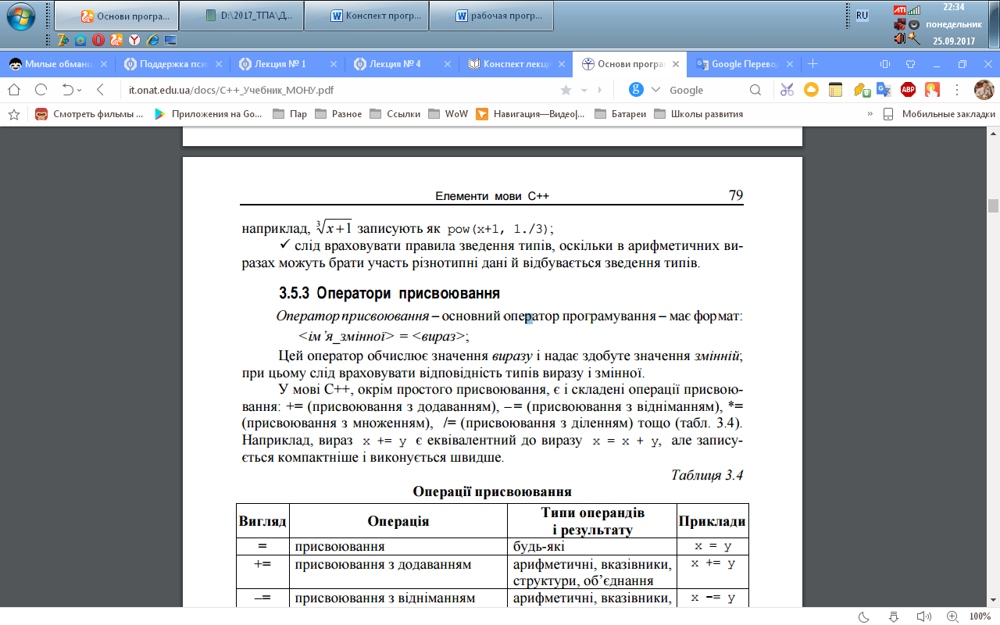 Основи програ...
D:\2017_ТПА\Д...
Конспект прогр...
рабочая прогр...
RU
22:34
понедельник
25.09.2017
Милые обманщ
Поддержка пси
Лекция № 1
Лекция № 4
Конспект лекци
Основи програм
Google Перевод
it.onat.edu.ua/docs/C++_Учебник_МОНУ.pdf
Google
ABP
Смотреть фильмы ...
Приложения на Go...
Пар
Разное
Ссылки
WoW
Навигация—Видео|...
Батареи
Школы развития
»
Мобильные закладки
Елементи мови C++
79
наприклад, ∛x+1 записують як pow(x+1, 1./3);
✓ слід враховувати правила зведення типів, оскільки в арифметичних ви-
разах можуть брати участь різнотипні дані й відбувається зведення типів.
3.5.3 Оператори присвоювання
Оператор присвоювання – основний оператор програмування – має формат:
<ім’я_змінної> = <вираз>;
Цей оператор обчислює значення виразу і надає здобуте значення змінній;
при цьому слід враховувати відповідність типів виразу і змінної.
У мові C++, окрім простого присвоювання, є і складені операції присвою-
вання: += (присвоювання з додаванням), –= (присвоювання з відніманням), *=
(присвоювання з множенням), /= (присвоювання з діленням) тощо (табл. 3.4).
Наприклад, вираз x += y є еквівалентний до виразу x = x + y, але запису-
ється компактніше і виконується швидше.
Таблиця 3.4
Операції присвоювання
Вигляд
Операція
Типи операндів
і результату
Приклади
=
присвоювання
будь-які
x = y
+=
присвоювання з додаванням
арифметичні, вказівники,
структури, об’єднання
x += y
–=
присвоювання з відніманням
арифметичні, вказівники,
x -= y
100%